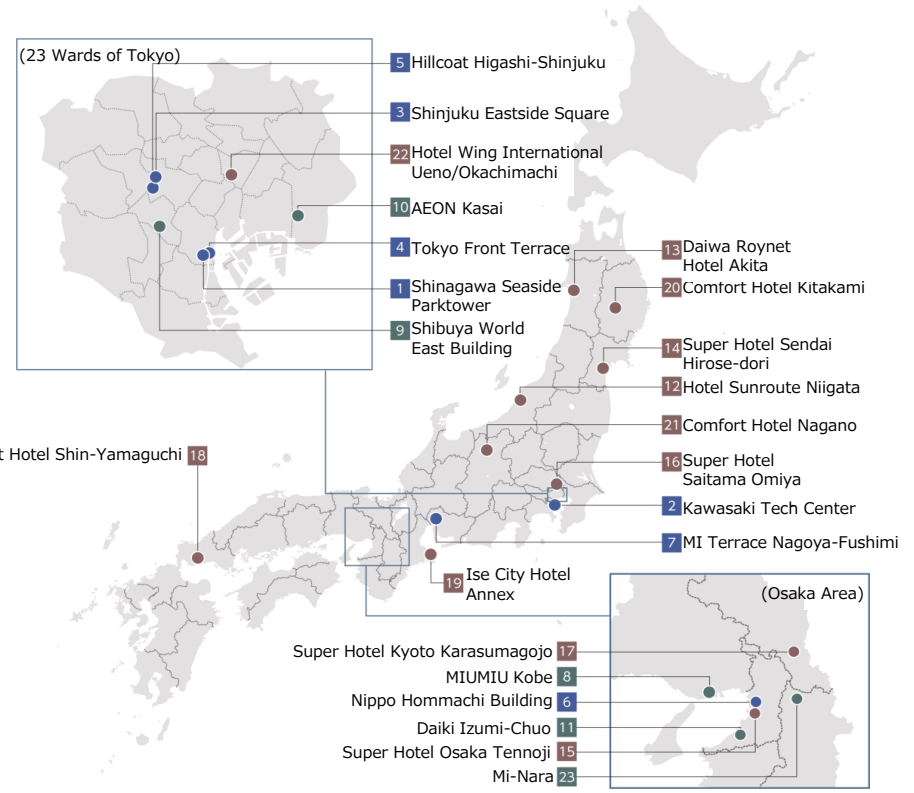 (23 Wards of Tokyo)
5 Hillcoat Higashi-Shinjuku
3 Shinjuku Eastside Square
22 Hotel Wing International
Ueno/Okachimachi
10 AEON Kasai
4 Tokyo Front Terrace
1 Shinagawa Seaside
Parktower
9 Shibuya World
East Building
13 Daiwa Roynet
Hotel Akita
20 Comfort Hotel Kitakami
14 Super Hotel Sendai
Hirose-dori
12 Hotel Sunroute Niigata
21 Comfort Hotel Nagano
16 Super Hotel
Saitama Omiya
2 Kawasaki Tech Center
7 MI Terrace Nagoya-Fushimi
Hotel Shin-Yamaguchi 18
19 Ise City Hotel
Annex
(Osaka Area)
Super Hotel Kyoto Karasumagojo 17
MIUMIU Kobe 8
Nippo Hommachi Building 6
Daiki Izumi-Chuo 11
Super Hotel Osaka Tennoji 15
Mi-Nara 23